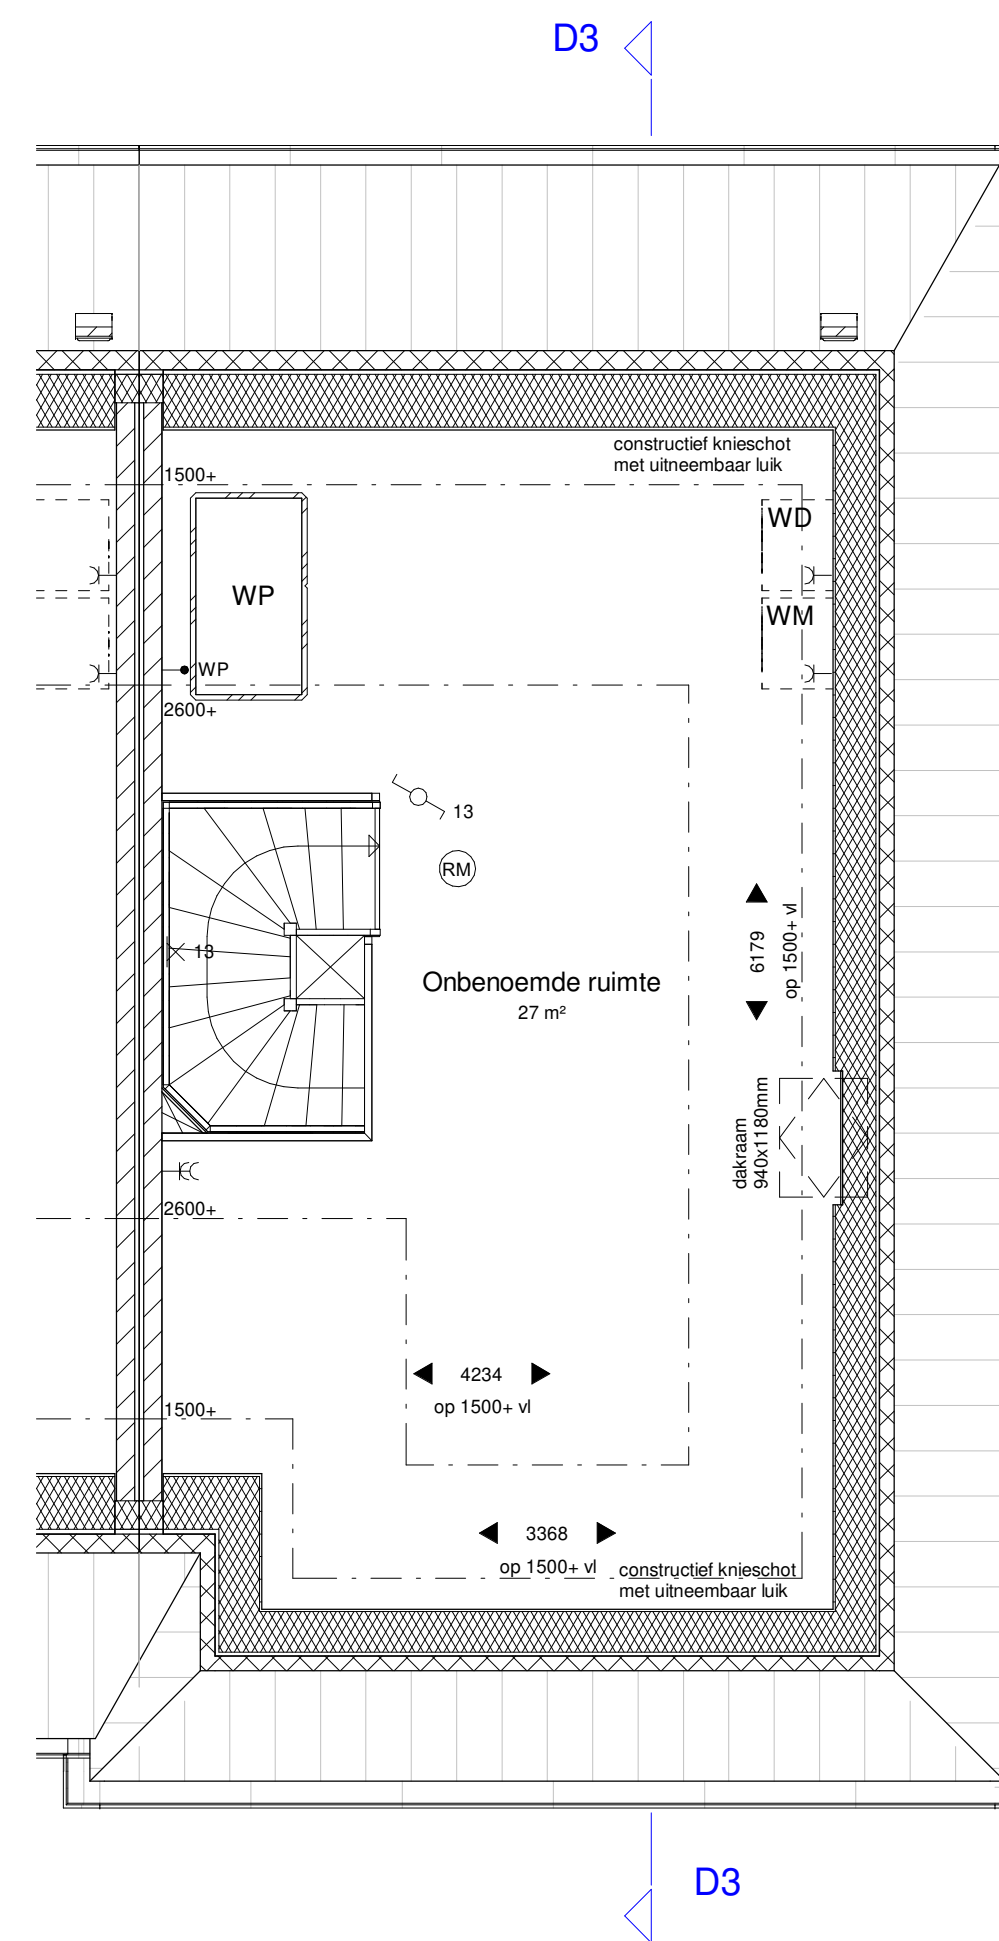 D3
constructief knieschot
met uitneembaar luik
1500+
WD
WP
WM
WP
2600+
13
RM
13
Onbenoemde ruimte
27 m²
6179
op 1500+ vl
dakraam
940x1180mm
2600+
4234
op 1500+ vl
1500+
3368
op 1500+ vl
constructief knieschot
met uitneembaar luik
D3